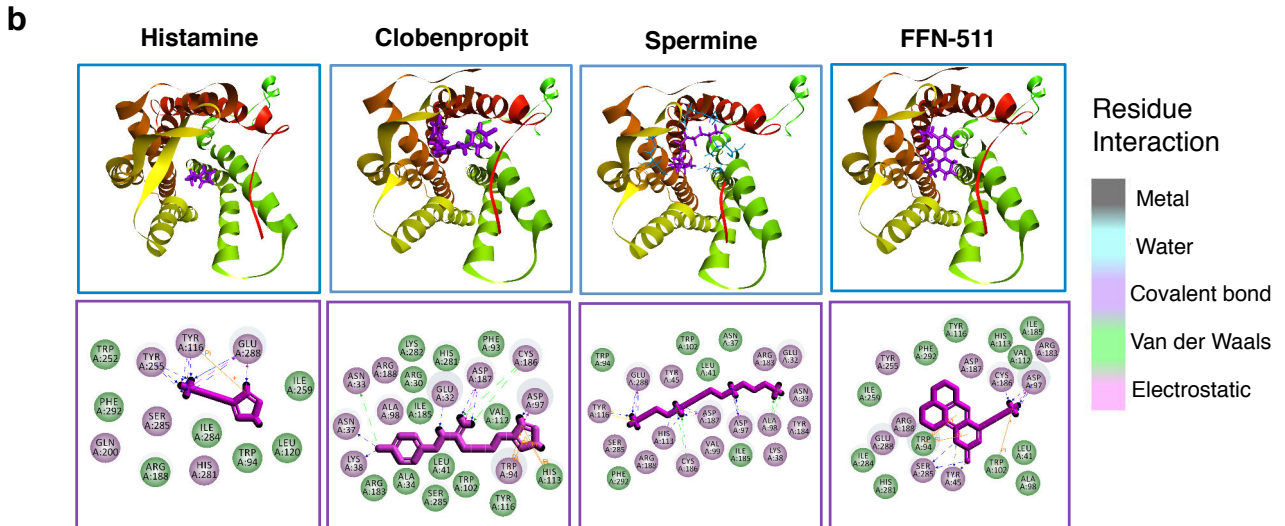 b
Histamine
Clobenpropit
Spermine
FFN-511
Residue
Interaction
Metal
Water
Covalent bond
Van der Waals
Electrostatic
TRP
A:252
TYR
A:255
TYR
A:116
GLU
A:288
ILE
A:259
PHE
A:292
SER
A:285
ILE
A:284
GLN
A:200
ARG
A:188
HIS
A:281
TRP
A:94
LEU
A:120
Pi
LYS
A:282
PHE
A:93
HIS
A:281
CYS
A:186
ASN
A:33
ARG
A:188
ARG
A:30
ASP
A:187
GLU
A:32
ASP
A:97
ALA
A:98
ILE
A:185
VAL
A:112
ASN
A:37
LYS
A:38
ARG
A:183
ALA
A:34
LEU
A:41
SER
A:285
TRP
A:102
TYR
A:116
TRP
A:94
HIS
A:113
TRP
A:94
TRP
A:102
ASN
A:37
GLU
A:288
TYR
A:45
LEU
A:41
ARG
A:183
GLU
A:32
ASN
A:33
TYR
A:116
HIS
A:113
ASP
A:187
ASP
A:97
ALA
A:98
TYR
A:184
SER
A:285
ARG
A:188
CYS
A:186
VAL
A:99
ILE
A:185
LYS
A:38
PHE
A:292
TYR
A:116
ILE
A:185
HIS
A:113
VAL
A:112
ARG
A:183
PHE
A:292
TYR
A:255
ASP
A:187
CYS
A:186
ASP
A:97
ILE
A:259
ARG
A:188
GLU
A:288
TRP
A:94
ILE
A:284
HIS
A:281
SER
A:285
TYR
A:45
TRP
A:102
LEU
A:41
ALA
A:98
Pi